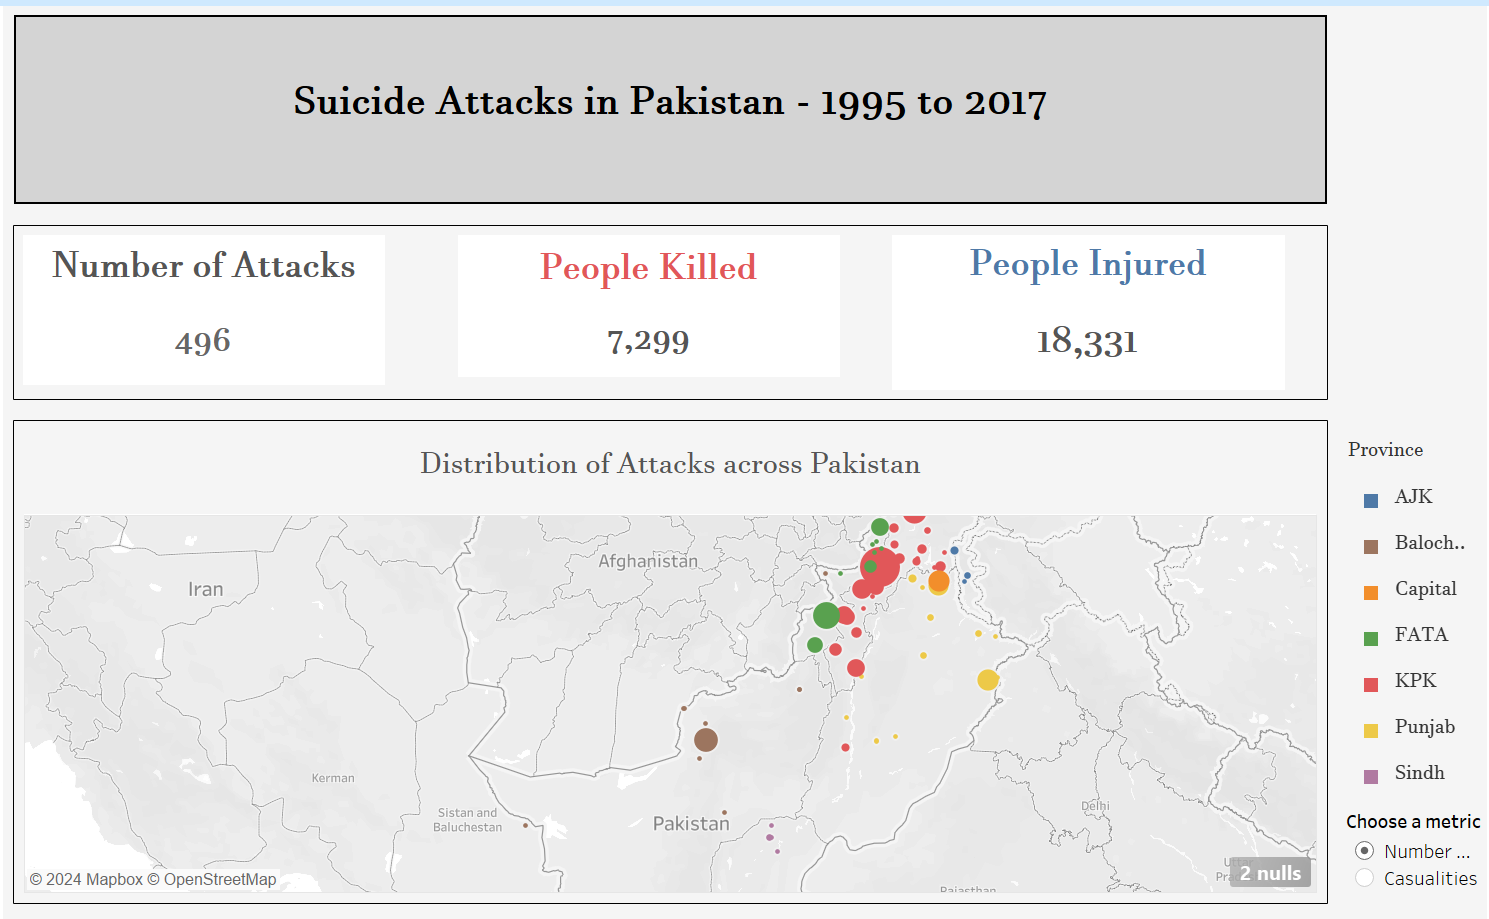 Suicide Attacks in Pakistan - 1995 to 2017
Number of Attacks
496
People Killed
7,299
People Injured
18,331
Distribution of Attacks across Pakistan
Afghanistan
Iran
Kerman
Sistan and
Baluchestan
Pakistan
Delhi
Rajasthan
2 nulls
© 2024 Mapbox © OpenStreetMap
Province
AJK
Baloch..
Capital
FATA
KPK
Punjab
Sindh
Choose a metric
Number ...
Casualities